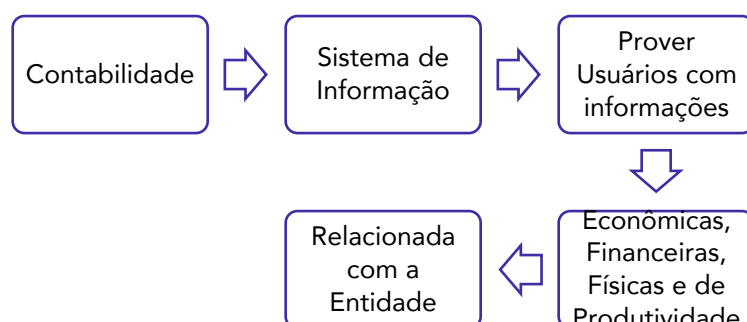 Contabilidade
Sistema de
Informação
Prover
Usuários com
informações
Econômicas,
Financeiras,
Físicas e de
Produtividade
Relacionada
com a
Entidade